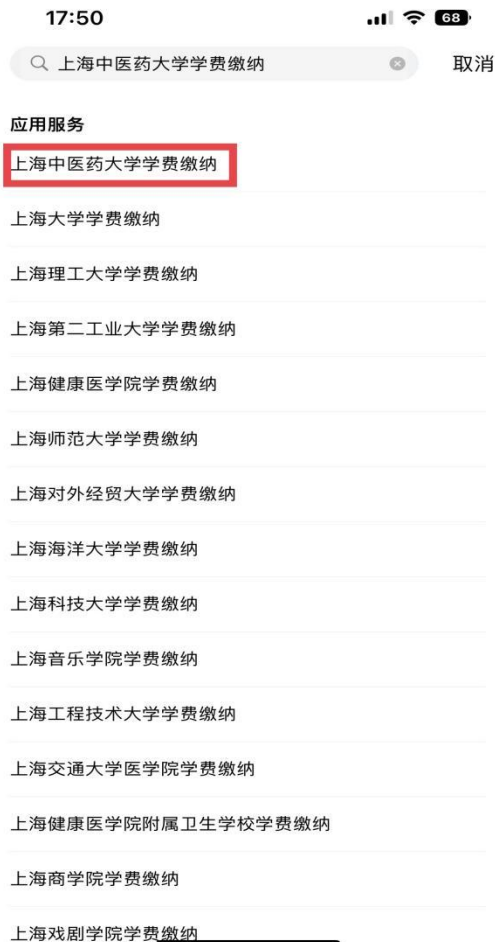 17:50
68
上海中医药大学学费缴纳
取消
应用服务
上海中医药大学学费缴纳
上海大学学费缴纳
上海理工大学学费缴纳
上海第二工业大学学费缴纳
上海健康医学院学费缴纳
上海师范大学学费缴纳
上海对外经贸大学学费缴纳
上海海洋大学学费缴纳
上海科技大学学费缴纳
上海音乐学院学费缴纳
上海工程技术大学学费缴纳
上海交通大学医学院学费缴纳
上海健康医学院附属卫生学校学费缴纳
上海商学院学费缴纳
上海戏剧学院学费缴纳